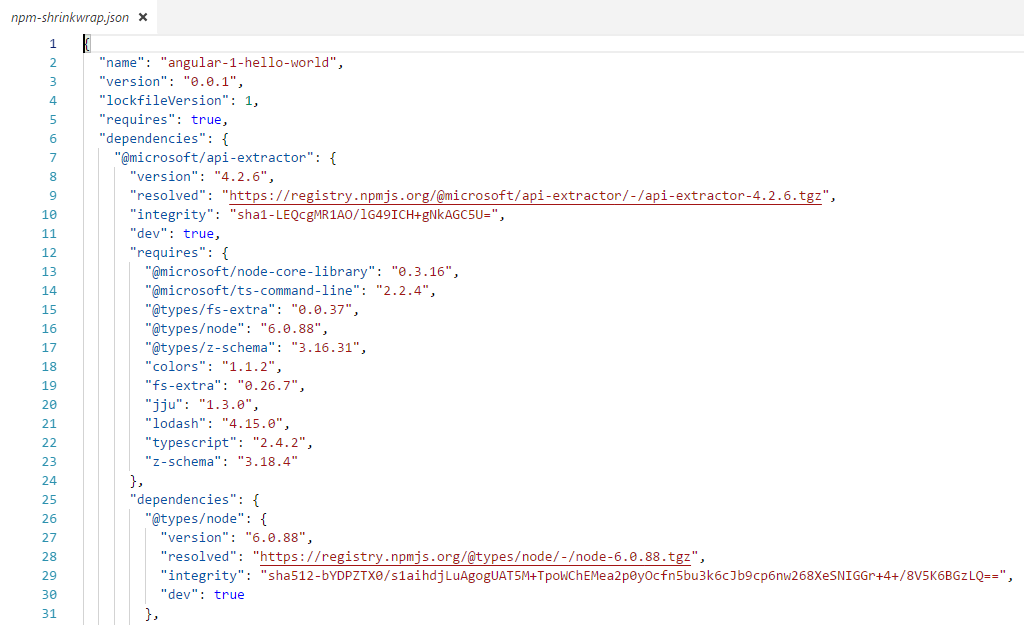 npm-shrinkwrap.json ×
1 {
2 "name": "angular-1-hello-world",
3 "version": "0.0.1",
4 "lockfileVersion": 1,
5 "requires": true,
6 "dependencies": {
7 "@microsoft/api-extractor": {
8 "version": "4.2.6",
9 "resolved": "https://registry.npmjs.org/@microsoft/api-extractor/-/api-extractor-4.2.6.tgz",
10 "integrity": "sha1-LEQcgMR1AO/lG49ICH+gNkAGC5U=",
11 "dev": true,
12 "requires": {
13 "@microsoft/node-core-library": "0.3.16",
14 "@microsoft/ts-command-line": "2.2.4",
15 "@types/fs-extra": "0.0.37",
16 "@types/node": "6.0.88",
17 "@types/z-schema": "3.16.31",
18 "colors": "1.1.2",
19 "fs-extra": "0.26.7",
20 "jju": "1.3.0",
21 "lodash": "4.15.0",
22 "typescript": "2.4.2",
23 "z-schema": "3.18.4"
24 },
25 "dependencies": {
26 "@types/node": {
27 "version": "6.0.88",
28 "resolved": "https://registry.npmjs.org/@types/node/-/node-6.0.88.tgz",
29 "integrity": "sha512-bYDPZTX0/s1aihdjLuAgogUAT5M+TpoWChEMea2p0yOcfn5bu3k6cJb9cp6nw268XeSNIGGr+4+/8V5K6BGzLQ==",
30 "dev": true
31 },